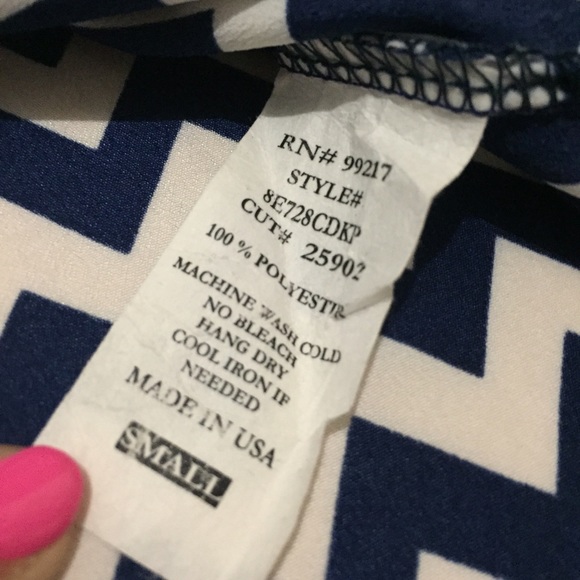 RN# 99217
STYLE#
8E728CDKP
CUT# 25902
100 % POLYESTER
MACHINE WASH COLD
NO BLEACH
HANG DRY
COOL IRON IF
NEEDED
MADE IN USA
SMALL